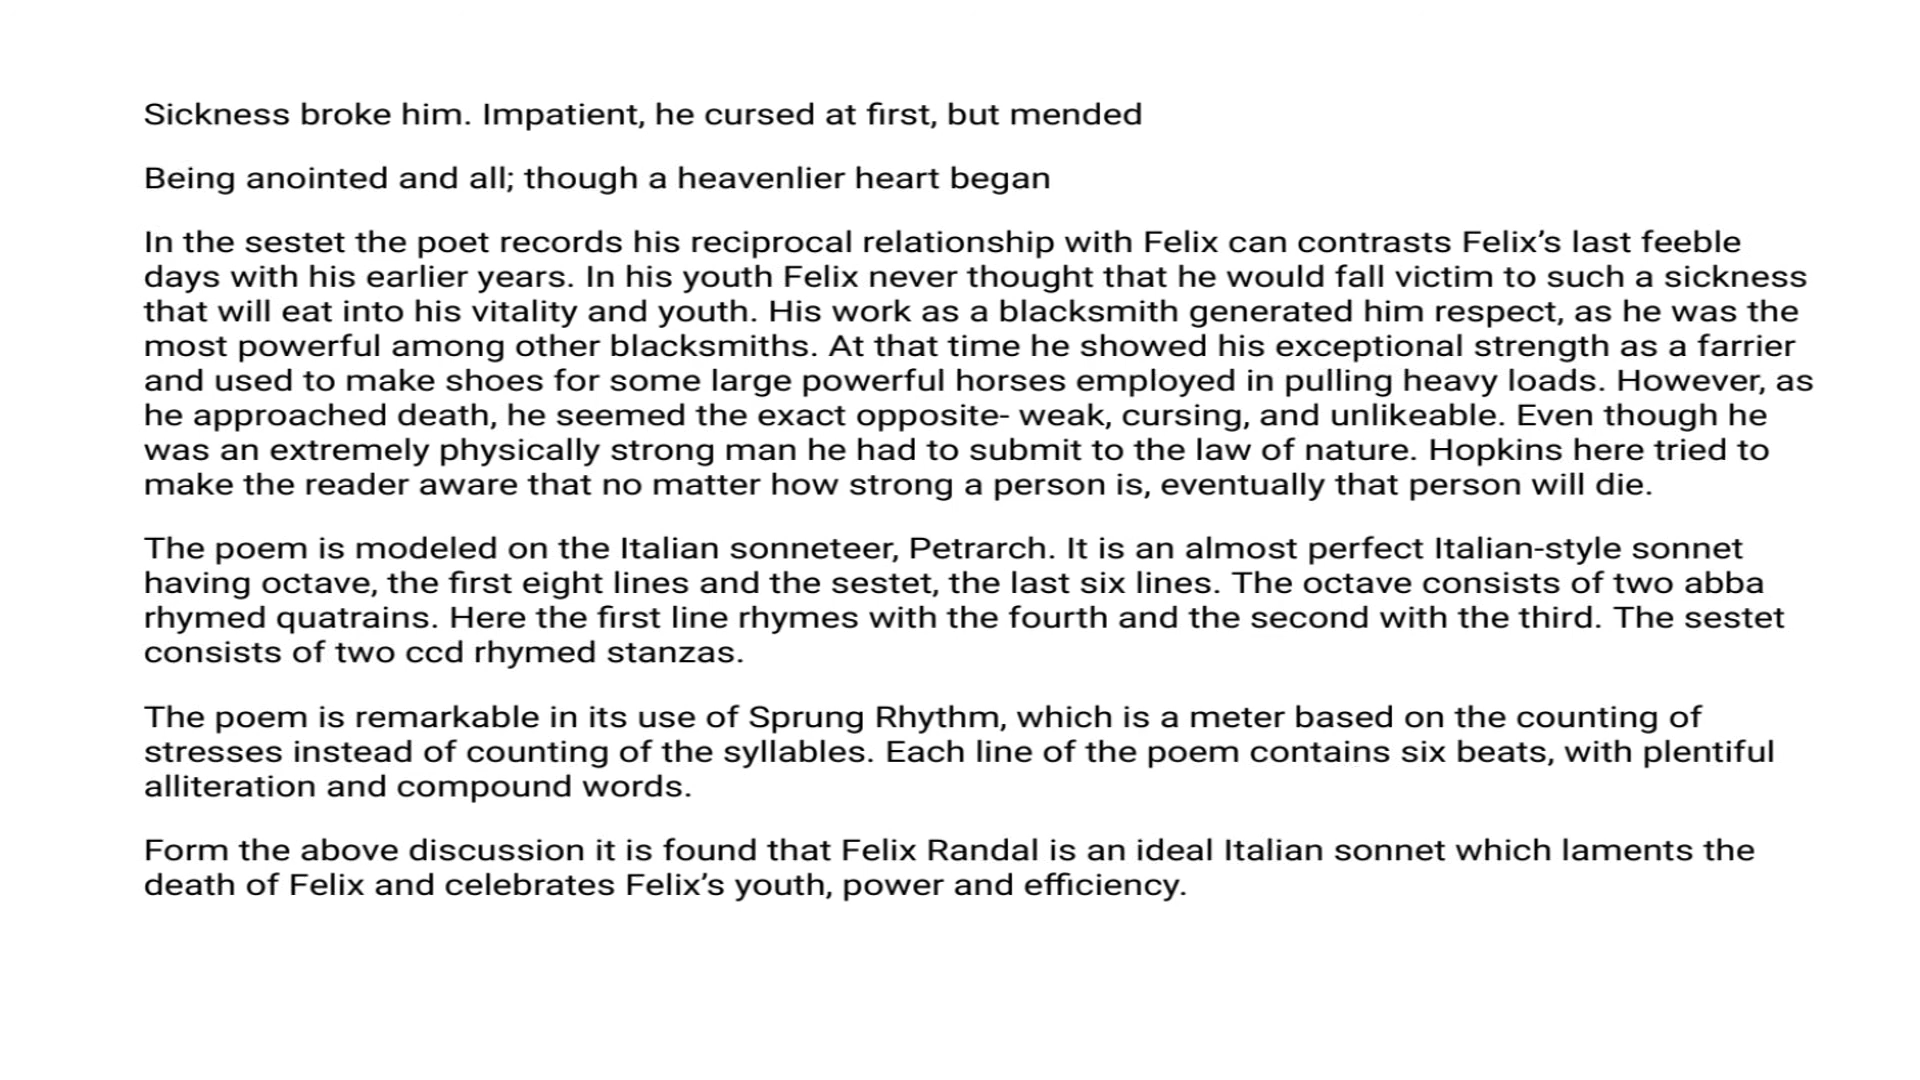 Sickness broke him. Impatient, he cursed at first, but mended
Being anointed and all; though a heavenlier heart began
In the sestet the poet records his reciprocal relationship with Felix can contrasts Felix’s last feeble
days with his earlier years. In his youth Felix never thought that he would fall victim to such a sickness
that will eat into his vitality and youth. His work as a blacksmith generated him respect, as he was the
most powerful among other blacksmiths. At that time he showed his exceptional strength as a farrier
and used to make shoes for some large powerful horses employed in pulling heavy loads. However, as
he approached death, he seemed the exact opposite- weak, cursing, and unlikeable. Even though he
was an extremely physically strong man he had to submit to the law of nature. Hopkins here tried to
make the reader aware that no matter how strong a person is, eventually that person will die.
The poem is modeled on the Italian sonneteer, Petrarch. It is an almost perfect Italian-style sonnet
having octave, the first eight lines and the sestet, the last six lines. The octave consists of two abba
rhymed quatrains. Here the first line rhymes with the fourth and the second with the third. The sestet
consists of two ccd rhymed stanzas.
The poem is remarkable in its use of Sprung Rhythm, which is a meter based on the counting of
stresses instead of counting of the syllables. Each line of the poem contains six beats, with plentiful
alliteration and compound words.
Form the above discussion it is found that Felix Randal is an ideal Italian sonnet which laments the
death of Felix and celebrates Felix’s youth, power and efficiency.